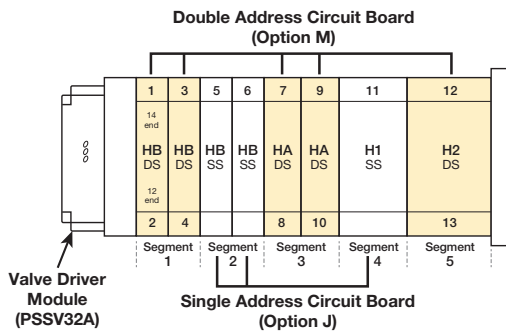 Double Address Circuit Board
(Option M)
1 3 5 6 7 9 11 12
14
end
HB HB HB HB HA HA H1 H2
DS DS SS SS DS DS SS DS
12
end
2 4 8 10 13
Segment Segment Segment Segment Segment
1 2 3 4 5
Valve Driver
Module
(PSSV32A)
Single Address Circuit Board
(Option J)